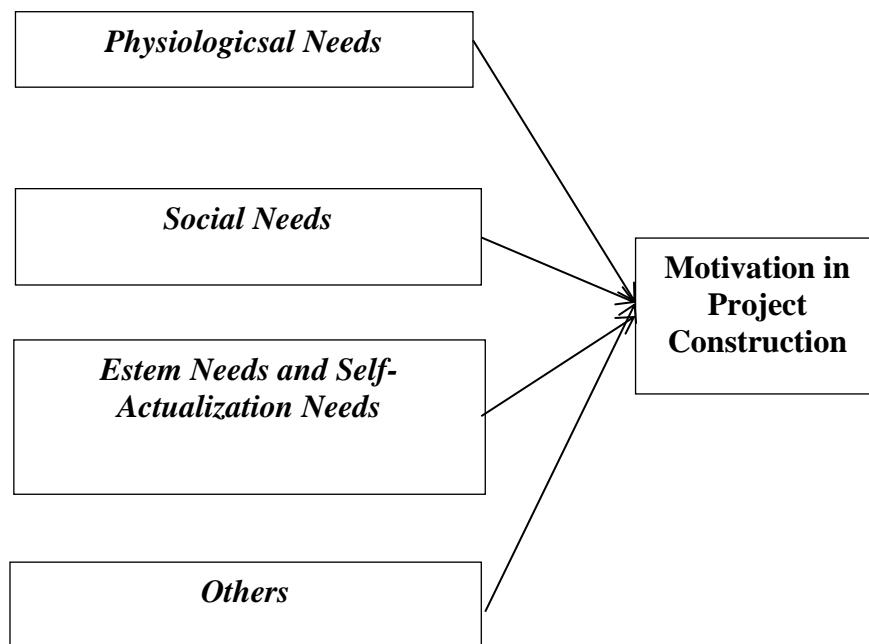 Physiologicsal Needs
Social Needs
Estem Needs and Self-
Actualization Needs
Others
Motivation in
Project
Construction